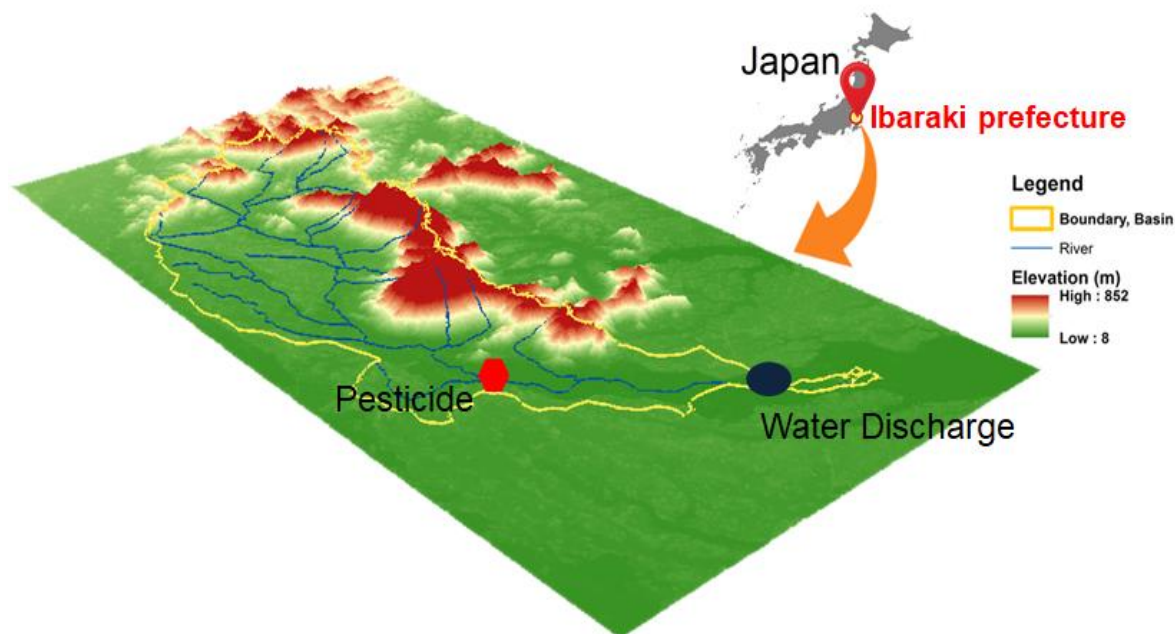 Japan
Ibaraki prefecture
Legend
Boundary, Basin
River
Elevation (m)
High : 852
Low : 8
Pesticide
Water Discharge